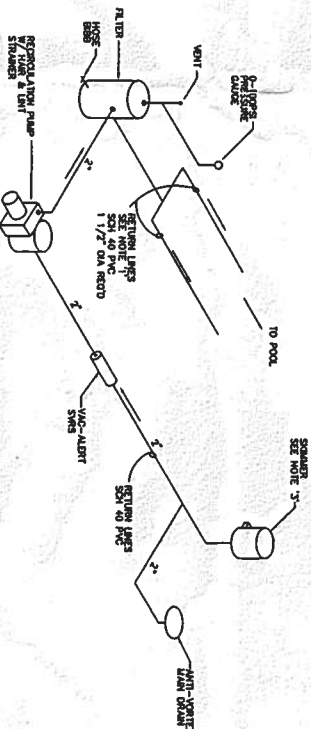 0-100PSI
PRESSURE
GAUGE
VENT
FILTER
HOSE
BIBB
RECIRCULATION PUMP
W/ HAIR & LINT
STRAINER
2"
RETURN LINES
SEE NOTE "1"
SCH 40 PVC
1 1/2" DIA REQ'D
TO POOL
2"
VAC-ALERT
SVRS
2"
RETURN LINES
SCH 40 PVC
SKIMMER
SEE NOTE "3"
2"
ANTI-VORTEX
MAIN DRAIN